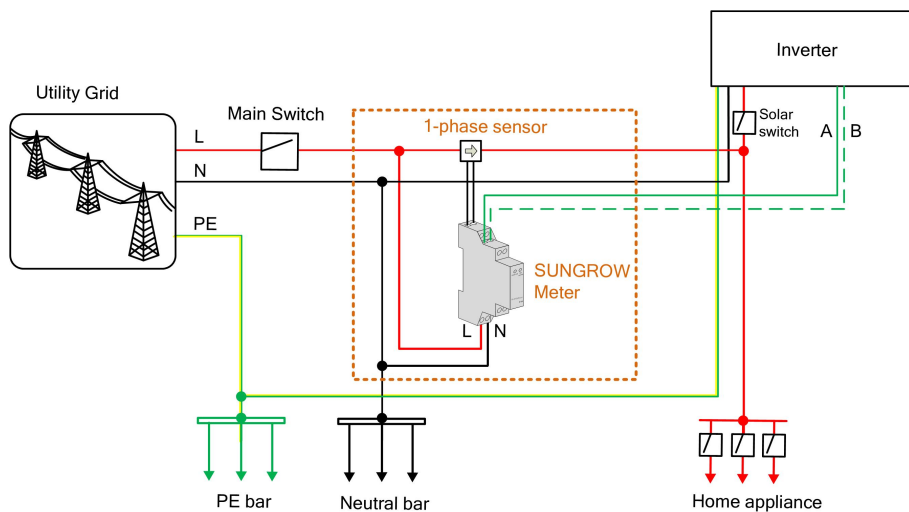 Inverter
Utility Grid
Main Switch
1-phase sensor
Solar
switch
L
A
B
N
PE
SUNGROW
Meter
L
N
PE bar
Neutral bar
Home appliance